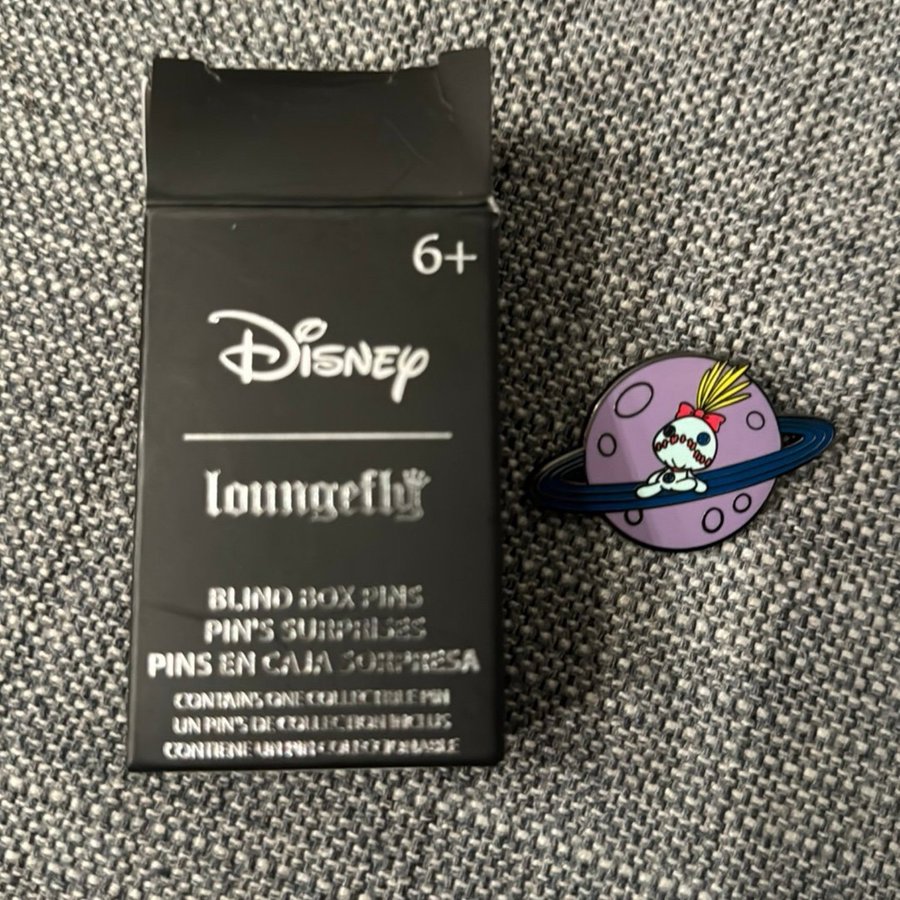 6+
Disney
loungefly
BLIND BOX PINS
PIN'S SURPRISES
PINS EN CAJA SORPRESA
CONTAINS ONE COLLECTIBLE PIN
UN PIN'S DE COLLECTION INCLUS
CONTIENE UN PIN COLECCIONABLE